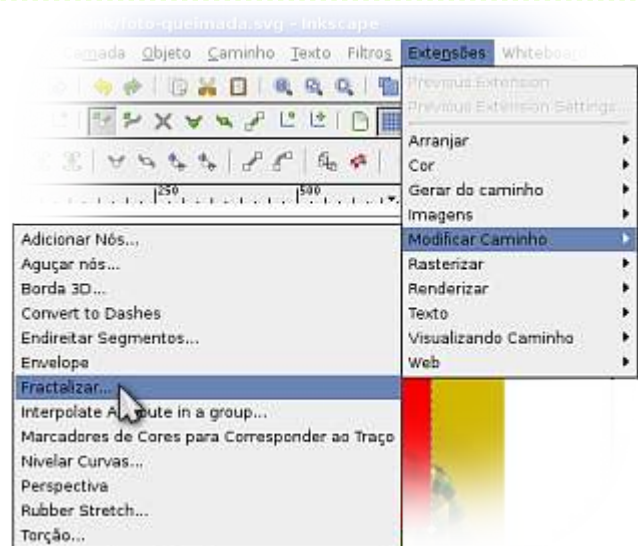 foto-queimada.svg - Inkscape
Camada Objeto Caminho Texto Filtros Extensões Whiteboard
Previous Extension
Previous Extension Settings...
250 500
Arranjar
Cor
Gerar do caminho
Imagens
Modificar Caminho
Rasterizar
Renderizar
Texto
Visualizando Caminho
Web
Adicionar Nós...
Aguçar nós...
Borda 3D...
Convert to Dashes
Endireitar Segmentos...
Envelope
Fractalizar...
Interpolate Attribute in a group...
Marcadores de Cores para Corresponder ao Traço
Nivelar Curvas...
Perspectiva
Rubber Stretch...
Torção...